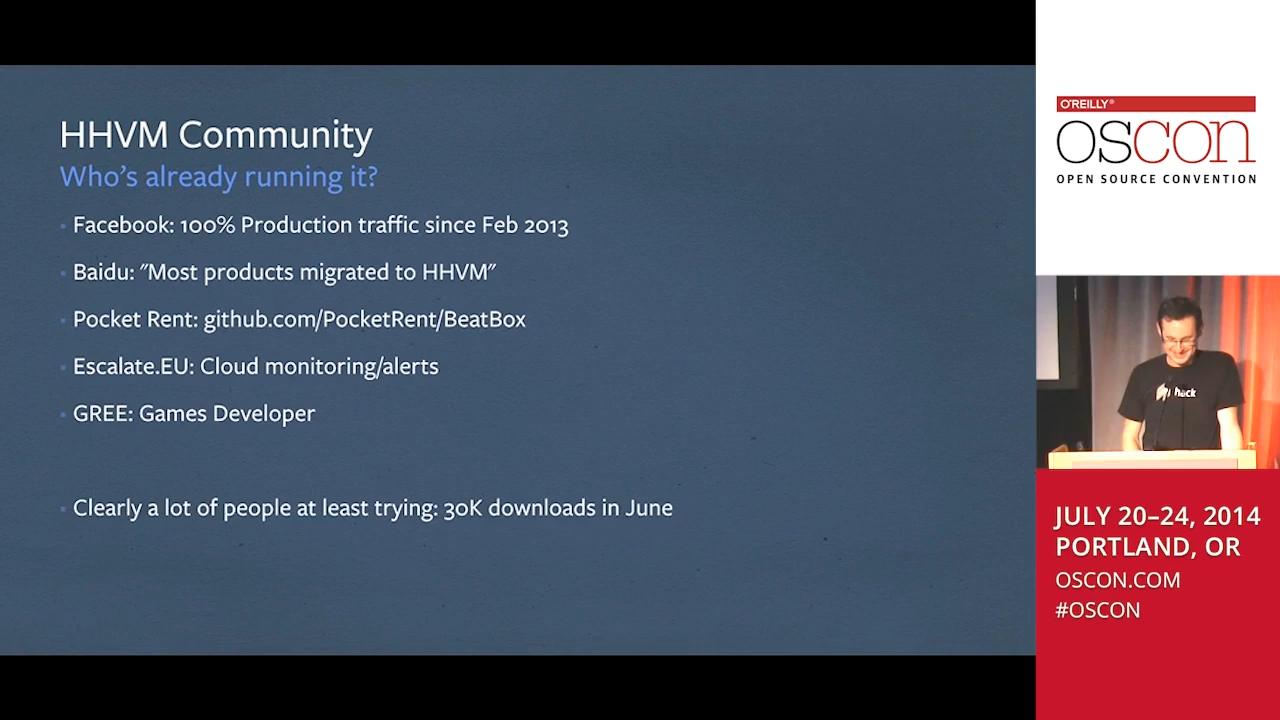 HHVM Community
Who's already running it?
Facebook: 100% Production traffic since Feb 2013
Baidu: "Most products migrated to HHVM"
Pocket Rent: github.com/PocketRent/BeatBox
Escalate.EU: Cloud monitoring/alerts
GREE: Games Developer
Clearly a lot of people at least trying: 30K downloads in June
O'REILLY®
OSCON
OPEN SOURCE CONVENTION
hack
JULY 20–24, 2014
PORTLAND, OR
OSCON.COM
#OSCON